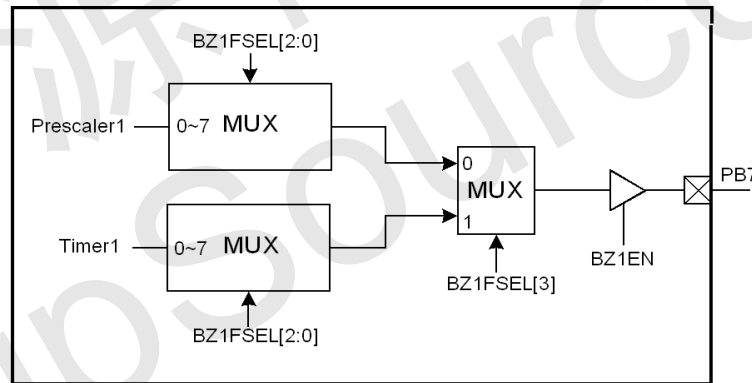 BZ1FSEL[2:0]
Prescaler1
0~7 MUX
0
MUX
1
PB7
Timer1
0~7 MUX
BZ1EN
BZ1FSEL[3]
BZ1FSEL[2:0]